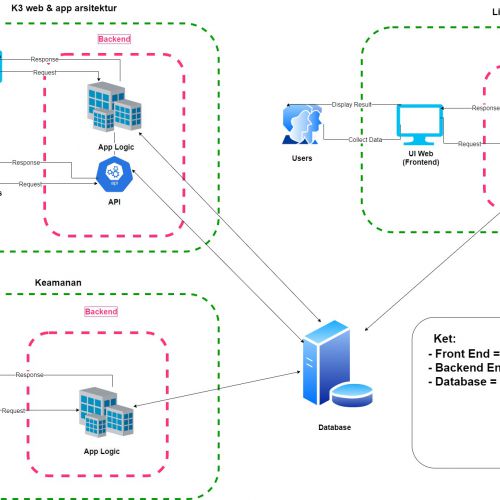 K3 web & app arsitektur
Backend
Response
Request
App Logic
Response
Request
API
Li
Display Result
Collect Data
Users
UI Web
(Frontend)
Response
Request
Keamanan
Backend
Response
Request
App Logic
Database
Ket:
- Front End =
- Backend En
- Database =